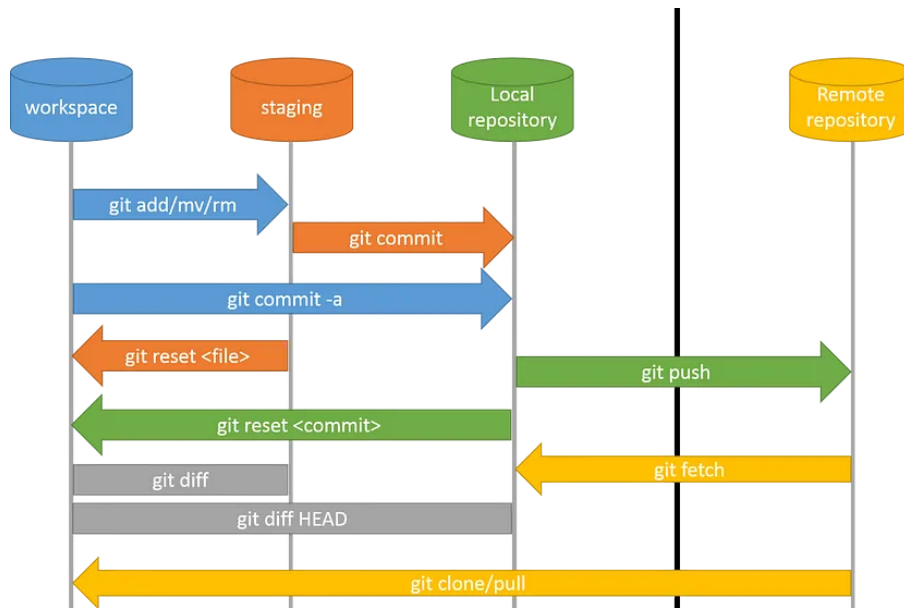 workspace
staging
Local
repository
Remote
repository
git add/mv/rm
git commit
git commit -a
git reset <file>
git push
git reset <commit>
git fetch
git diff
git diff HEAD
git clone/pull